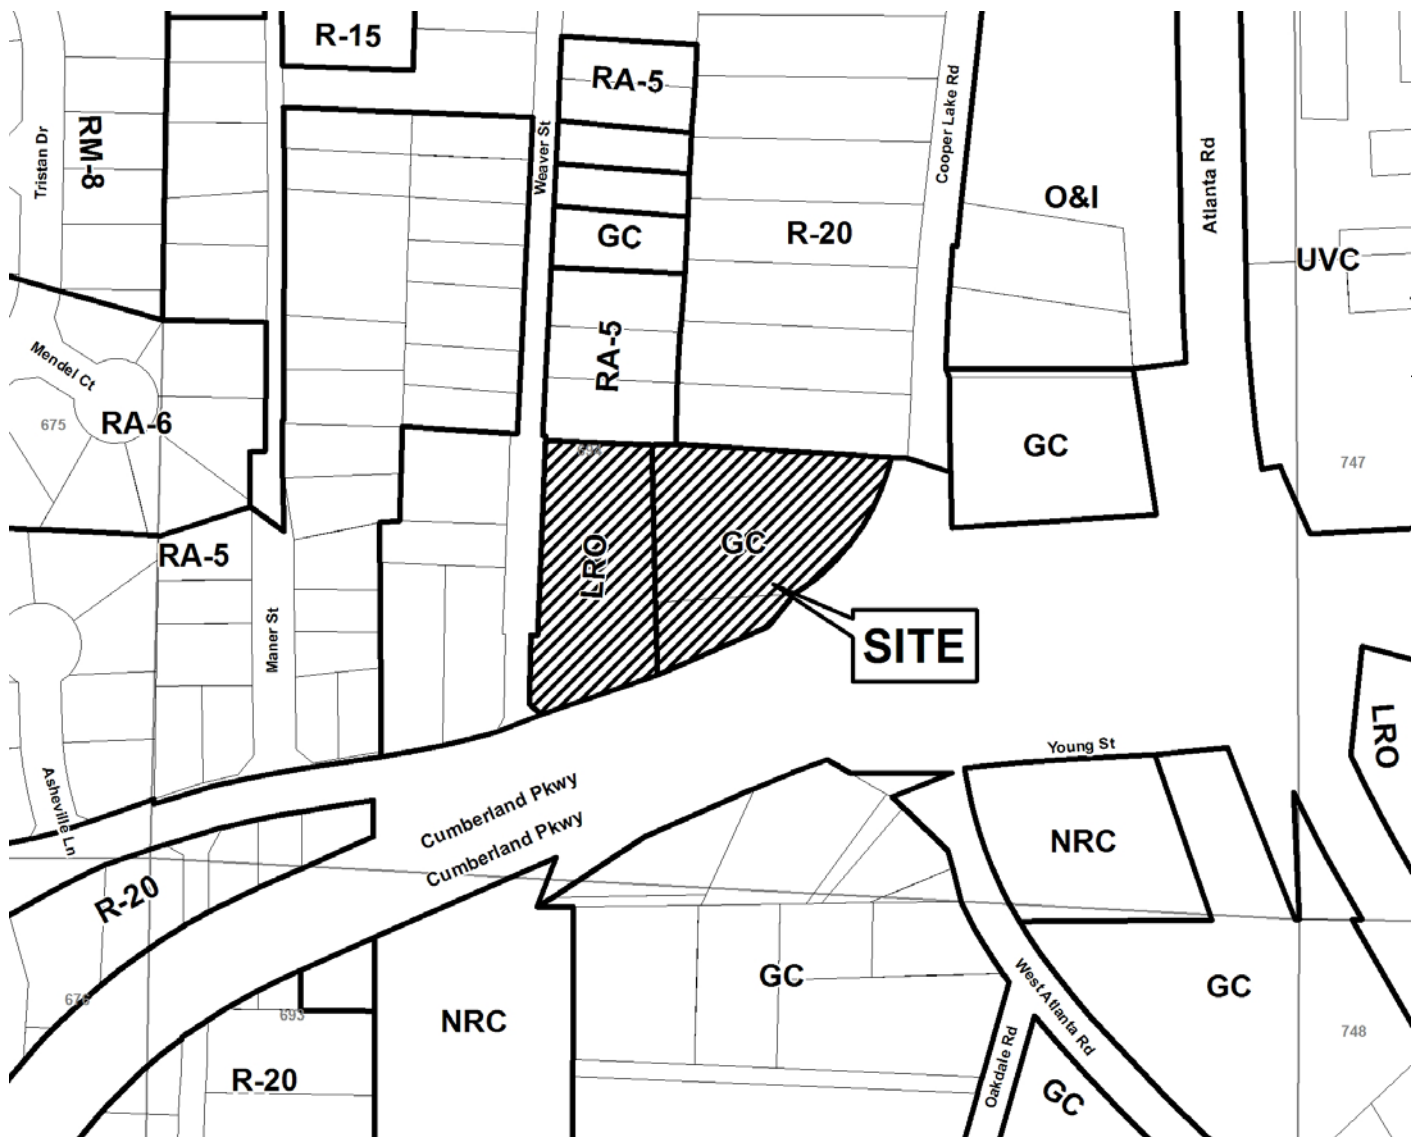 R-15
RA-5
Cooper Lake Rd
Tristan Dr
RM-8
Weaver St
Atlanta Rd
O&I
GC
R-20
UVC
RA-5
Mendel Ct
675
RA-6
694
GC
747
LRO
GC
RA-5
SITE
Maner St
LRO
Young St
Asheville Ln
Cumberland Pkwy
Cumberland Pkwy
NRC
R-20
GC
GC
676
693
NRC
West Atlanta Rd
748
R-20
Oakdale Rd
GC